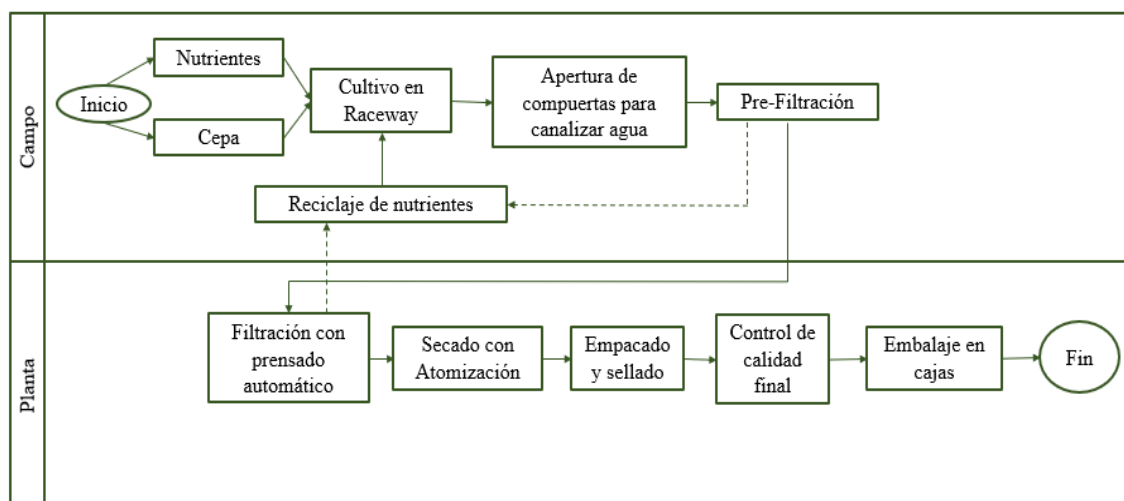 Campo
Inicio
Nutrientes
Cepa
Cultivo en
Raceway
Apertura de
compuertas para
canalizar agua
Pre-Filtración
Reciclaje de nutrientes
Planta
Filtración con
prensado
automático
Secado con
Atomización
Empacado
y sellado
Control de
calidad
final
Embalaje en
cajas
Fin